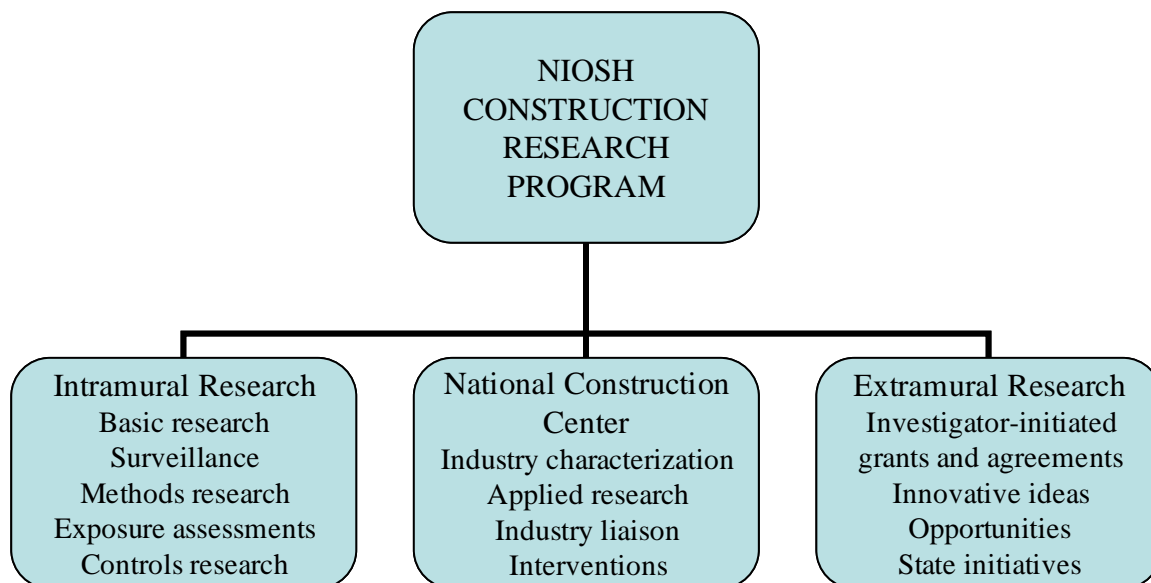 NIOSH
CONSTRUCTION
RESEARCH
PROGRAM
Intramural Research
Basic research
Surveillance
Methods research
Exposure assessments
Controls research
National Construction
Center
Industry characterization
Applied research
Industry liaison
Interventions
Extramural Research
Investigator-initiated
grants and agreements
Innovative ideas
Opportunities
State initiatives